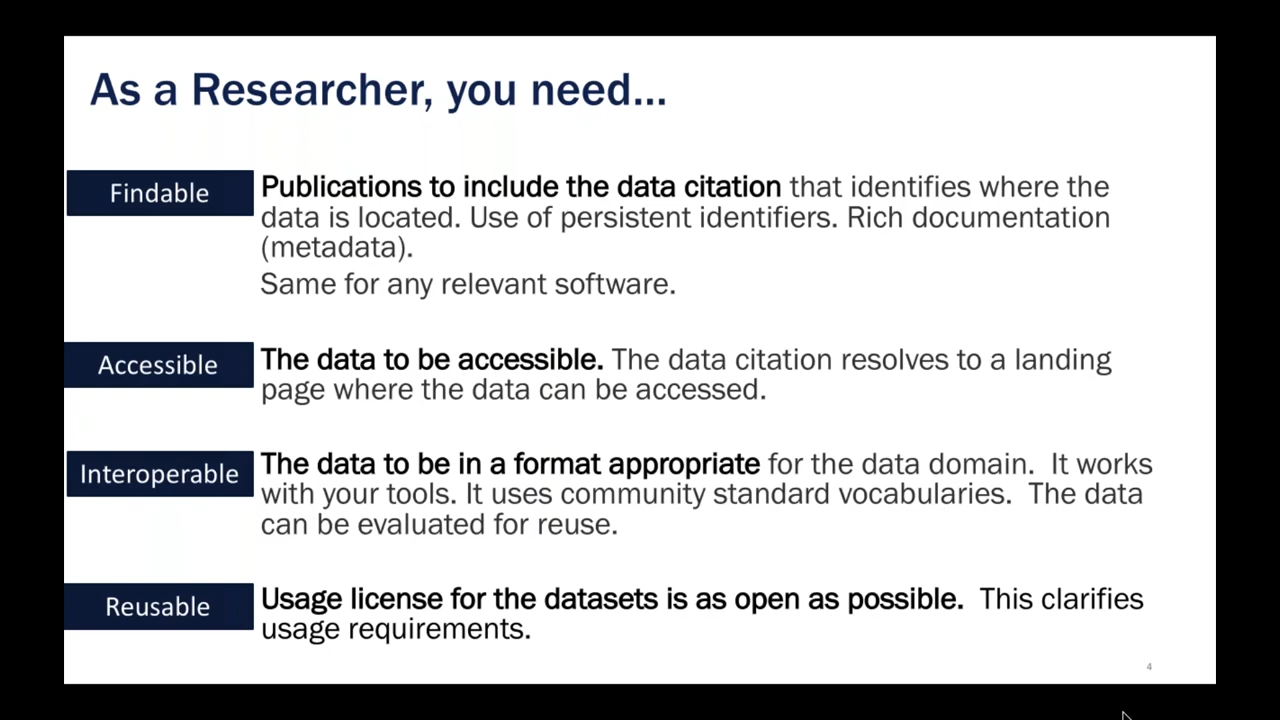 As a Researcher, you need...
Findable
Publications to include the data citation that identifies where the
data is located. Use of persistent identifiers. Rich documentation
(metadata).
Same for any relevant software.
Accessible
The data to be accessible. The data citation resolves to a landing
page where the data can be accessed.
Interoperable
The data to be in a format appropriate for the data domain.  It works
with your tools. It uses community standard vocabularies.  The data
can be evaluated for reuse.
Reusable
Usage license for the datasets is as open as possible.  This clarifies
usage requirements.
4